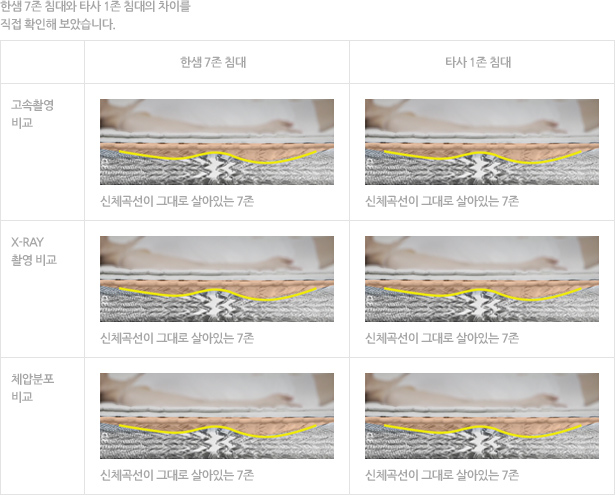 한샘 7존 침대와 타사 1존 침대의 차이를
직접 확인해 보았습니다.
한샘 7존 침대
타사 1존 침대
고속촬영
비교
신체곡선이 그대로 살아있는 7존
신체곡선이 그대로 살아있는 7존
X-RAY
촬영 비교
신체곡선이 그대로 살아있는 7존
신체곡선이 그대로 살아있는 7존
체압분포
비교
신체곡선이 그대로 살아있는 7존
신체곡선이 그대로 살아있는 7존